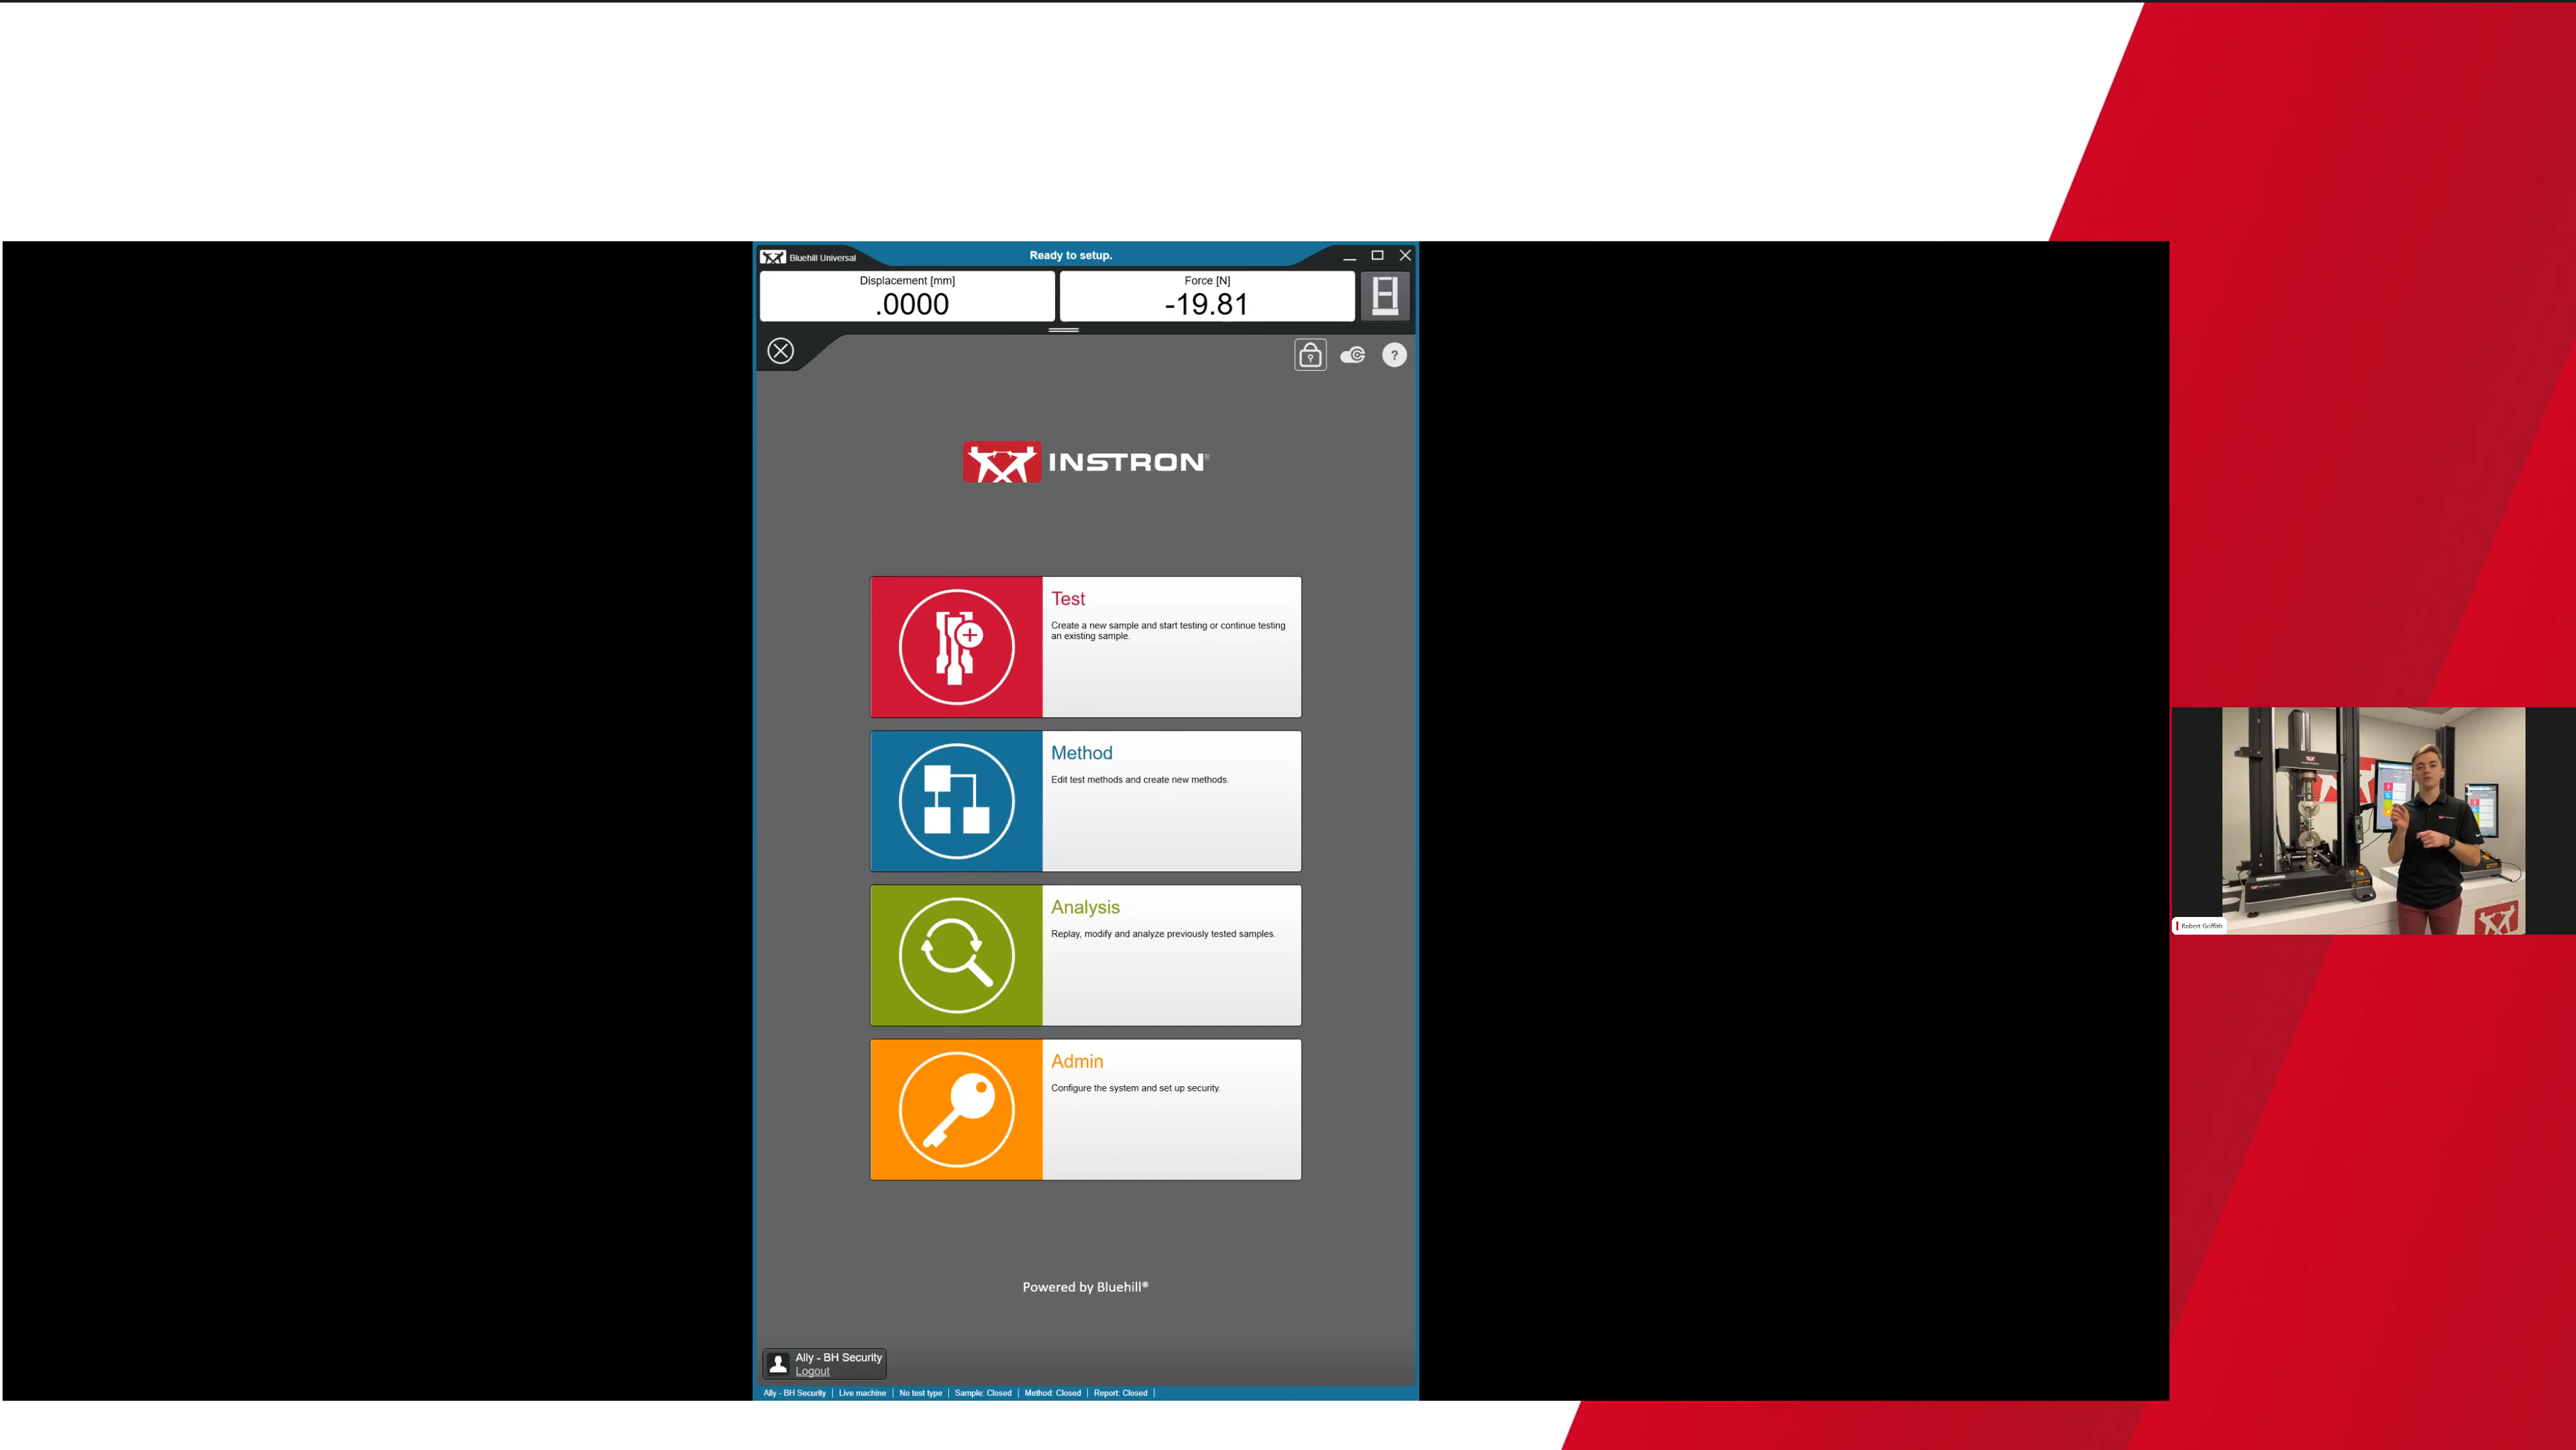 Bluehill Universal
Ready to setup.
Displacement [mm]
.0000
Force [N]
-19.81
?
INSTRON®
Test
Create a new sample and start testing or continue testing
an existing sample.
Method
Edit test methods and create new methods.
Analysis
Replay, modify and analyze previously tested samples.
Admin
Configure the system and set up security.
Powered by Bluehill®
Ally - BH Security
Logout
Ally - BH Security | Live machine | No test type | Sample: Closed | Method: Closed | Report: Closed |
Robert Griffith